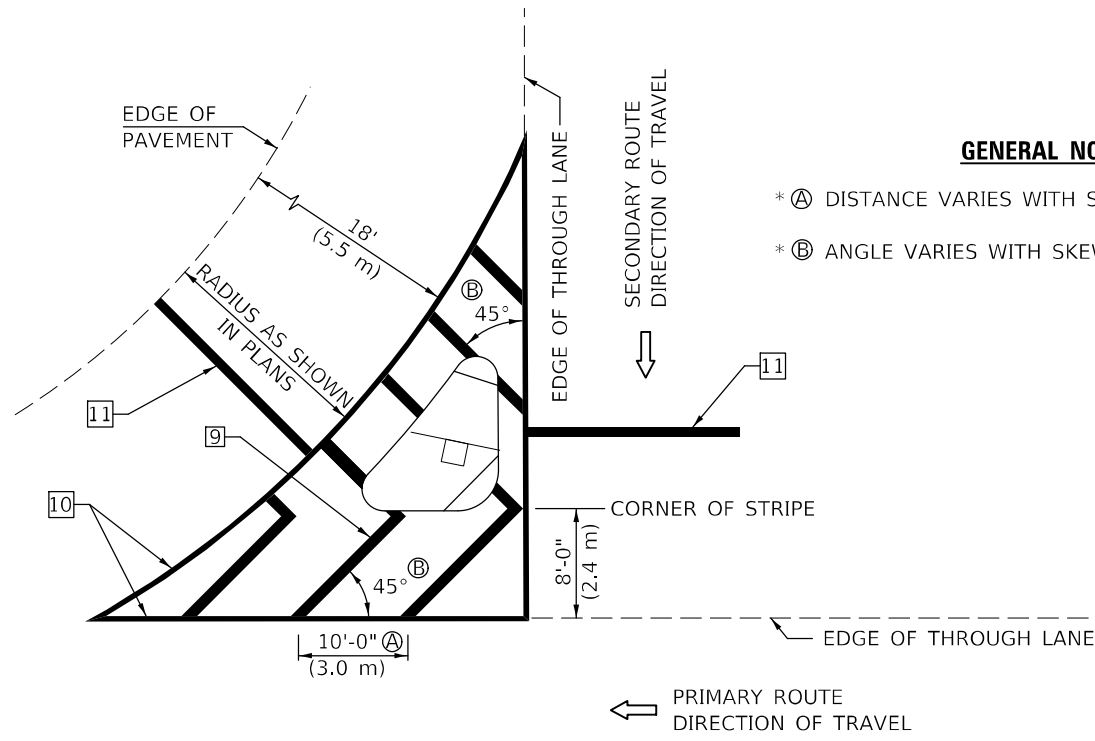 EDGE OF
PAVEMENT
18'
(5.5 m)
RADIUS AS SHOWN
IN PLANS
EDGE OF THROUGH LANE
SECONDARY ROUTE
DIRECTION OF TRAVEL
GENERAL NO
* Ⓐ DISTANCE VARIES WITH S
* Ⓑ ANGLE VARIES WITH SKEW
Ⓑ
45°
11
11
9
10
CORNER OF STRIPE
8'-0"
(2.4 m)
45° Ⓑ
10'-0" Ⓐ
(3.0 m)
EDGE OF THROUGH LANE
PRIMARY ROUTE
DIRECTION OF TRAVEL